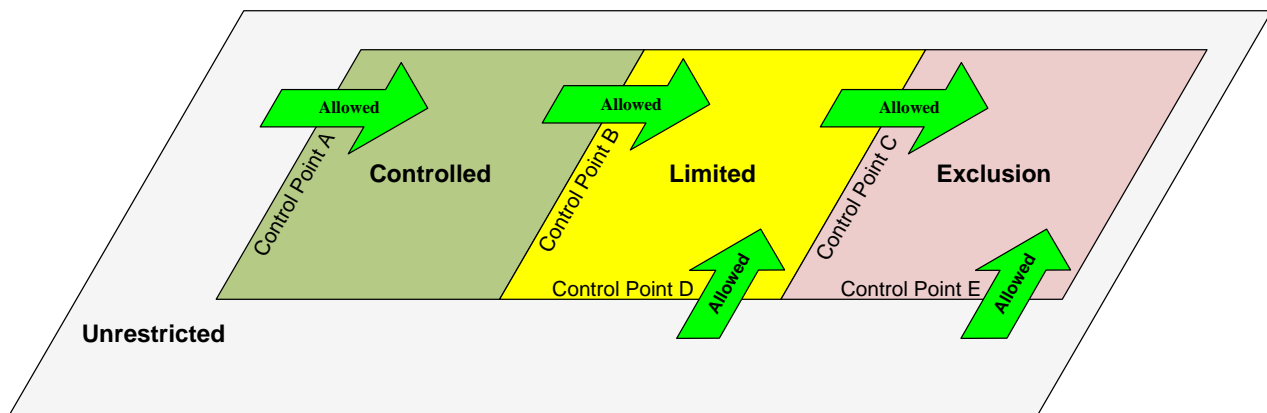 Allowed
Allowed
Allowed
Control Point A
Controlled
Control Point B
Limited
Control Point C
Exclusion
Control Point D
Allowed
Control Point E
Allowed
Unrestricted